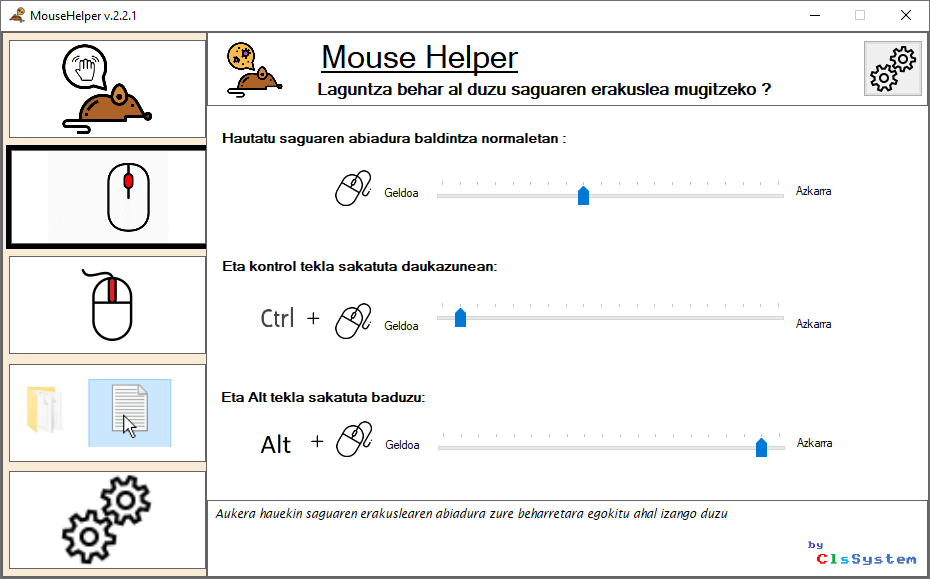 MouseHelper v.2.2.1
Mouse Helper
Laguntza behar al duzu saguaren erakuslea mugitzeko ?
Hautatu saguaren abiadura baldintza normaletan :
Geldoa Azkarra
Eta kontrol tekla sakatuta daukazunean:
Ctrl + Geldoa Azkarra
Eta Alt tekla sakatuta baduzu:
Alt + Geldoa Azkarra
Aukera hauekin saguaren erakuslearen abiadura zure beharretara egokitu ahal izango duzu
by
ClsSystem